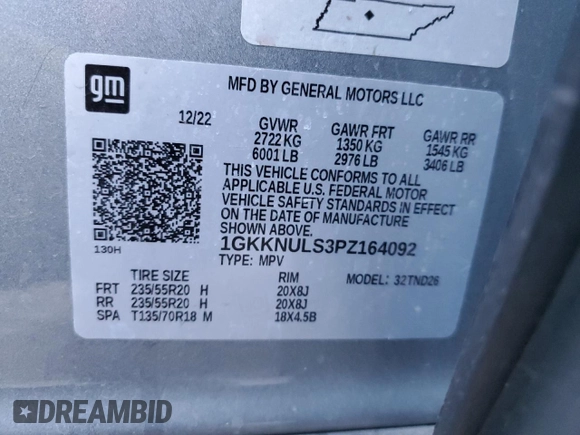 gm
MFD BY GENERAL MOTORS LLC
12/22 GVWR GAWR FRT GAWR RR
2722 KG 1350 KG 1545 KG
6001 LB 2976 LB 3406 LB
THIS VEHICLE CONFORMS TO ALL
APPLICABLE U.S. FEDERAL MOTOR
VEHICLE SAFETY STANDARDS IN EFFECT
ON THE DATE OF MANUFACTURE
SHOWN ABOVE.
130H 1GKKNULS3PZ164092
TYPE: MPV MODEL: 32TND26
TIRE SIZE RIM
FRT 235/55R20 H 20X8J
RR 235/55R20 H 20X8J
SPA T135/70R18 M 18X4.5B
DREAMBID